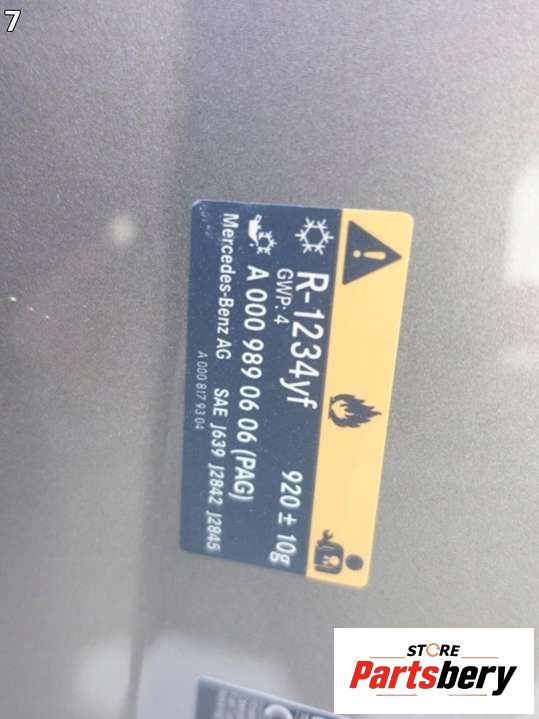 7
R-1234yf 920 ± 10g
GWP: 4
A 000 989 06 06 (PAG)
Mercedes-Benz AG SAE J639 J2842 J2845
A 000 817 93 04
STORE
Partsbery